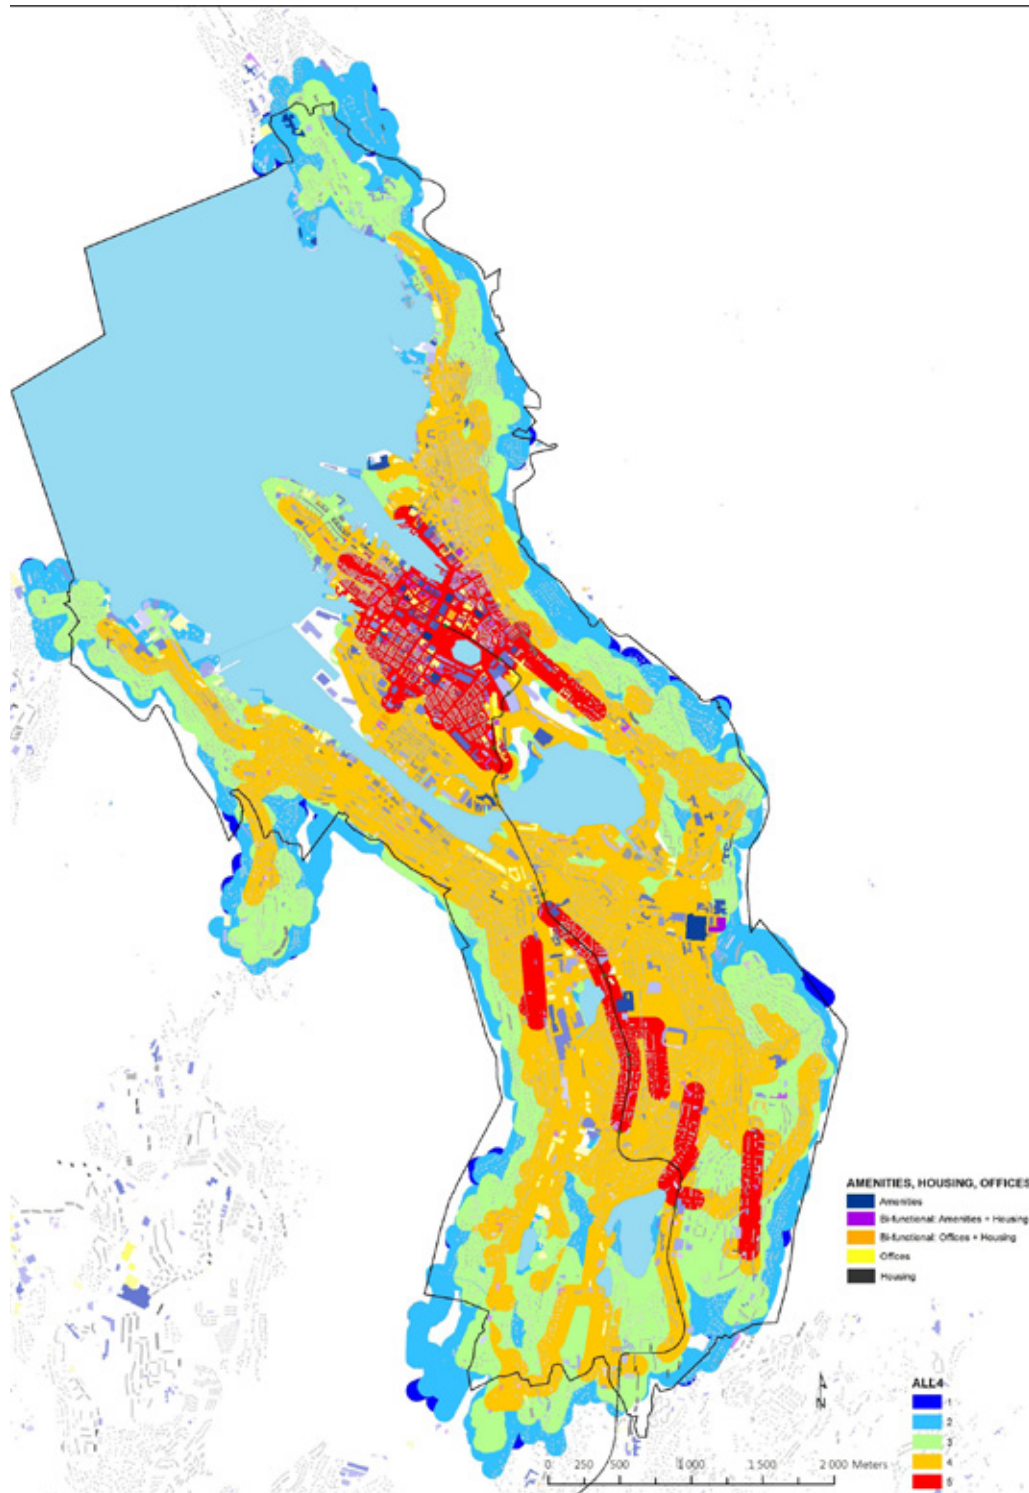 AMENITIES, HOUSING, OFFICES
Amenities
Bi-functional: Amenities + Housing
Bi-functional: Offices + Housing
Offices
Housing
N
ALL4
1
2
3
4
5
0 250 500 1 000 1 500 2 000 Meters